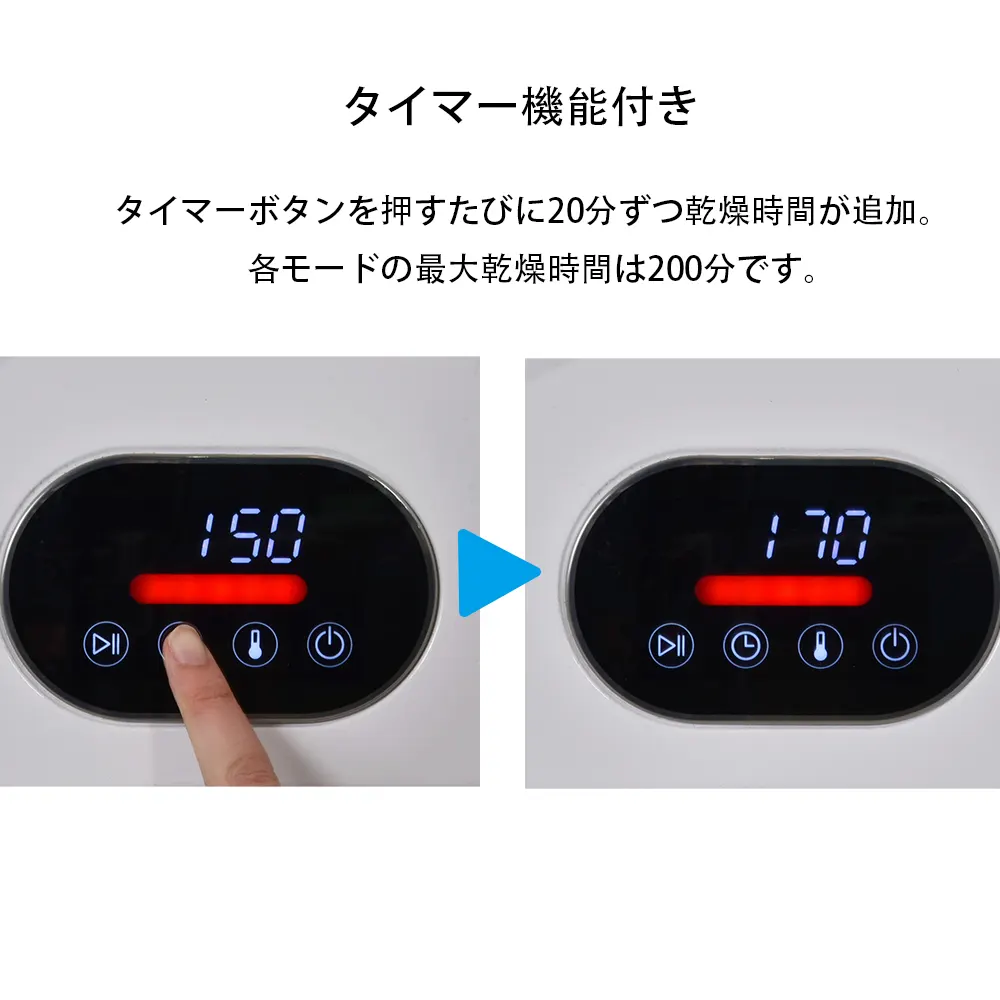 タイマー機能付き
タイマーボタンを押すたびに20分ずつ乾燥時間が追加。
各モードの最大乾燥時間は200分です。
150
170